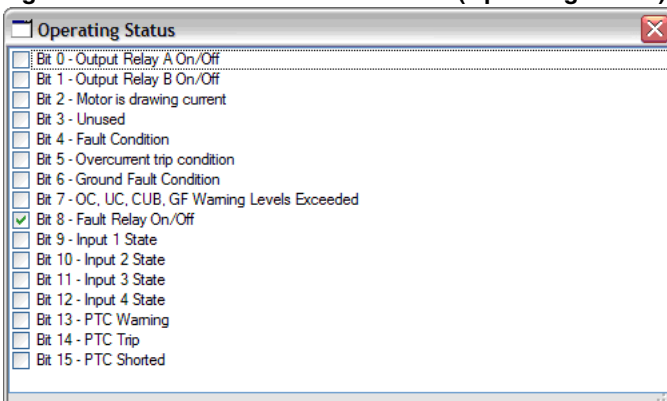 Operating Status
Bit 0 - Output Relay A On/Off
Bit 1 - Output Relay B On/Off
Bit 2 - Motor is drawing current
Bit 3 - Unused
Bit 4 - Fault Condition
Bit 5 - Overcurrent trip condition
Bit 6 - Ground Fault Condition
Bit 7 - OC, UC, CUB, GF Warning Levels Exceeded
Bit 8 - Fault Relay On/Off
Bit 9 - Input 1 State
Bit 10 - Input 2 State
Bit 11 - Input 3 State
Bit 12 - Input 4 State
Bit 13 - PTC Warning
Bit 14 - PTC Trip
Bit 15 - PTC Shorted